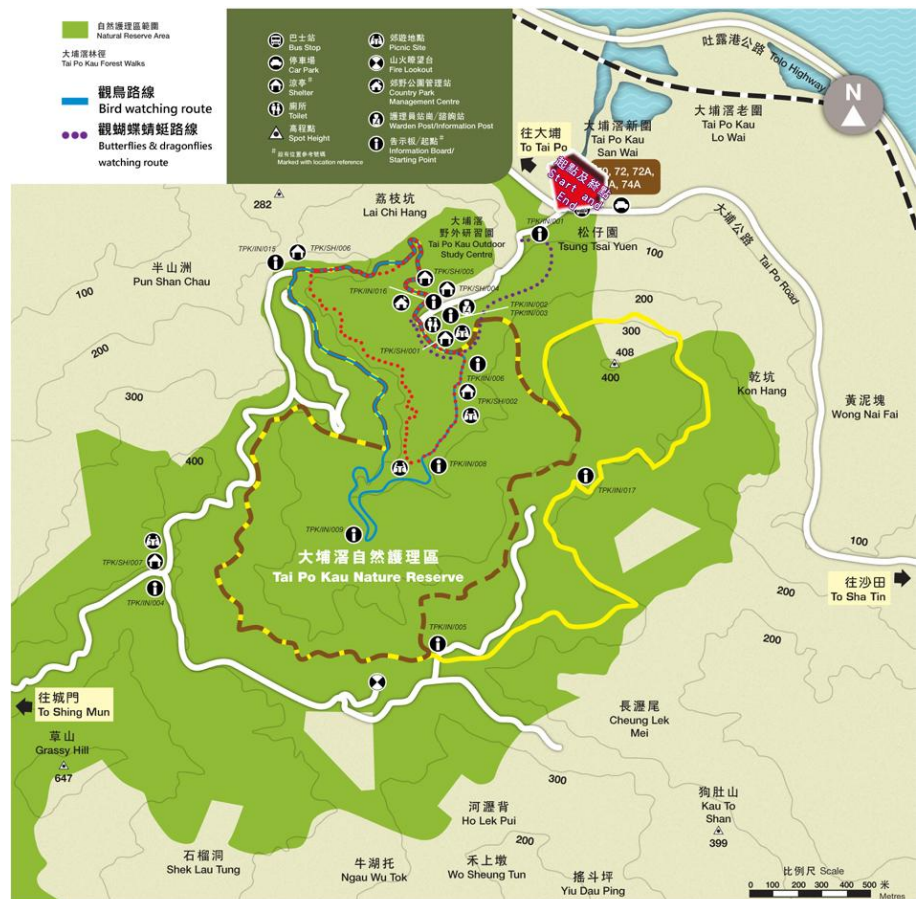 自然護理區範圍
Natural Reserve Area
大埔滘林徑
Tai Po Kau Forest Walks
觀鳥路線
Bird watching route
觀蝴蝶蜻蜓路線
Butterflies & dragonflies
watching route
巴士站
Bus Stop
停車場
Car Park
涼亭
Shelter
廁所
Toilet
高程點
Spot Height
Marked with location reference
郊遊地點
Picnic Site
山火瞭望台
Fire Lookout
郊野公園管理站
Country Park
Management Centre
護理員站崗/諮詢站
Warden Post/Information Post
告示板/起點
Information Board/
Starting Point
吐露港公路 Tolo Highway
N
大埔滘老圍
Tai Po Kau
Lo Wai
大埔滘新圍
Tai Po Kau
San Wai
往大埔
To Tai Po
起點及終點
Start and
End
72, 72A,
74A
大埔公路 Tai Po Road
282
荔枝坑
Lai Chi Hang
大埔滘
野外研習園
Tai Po Kau Outdoor
Study Centre
TPK/IN/001
松仔園
Tsung Tsai Yuen
100
TPK/IN/015
TPK/SH/006
半山洲
Pun Shan Chau
100
200
300
400
TPK/SH/005
TPK/SH/004
TPK/IN/016
TPK/IN/002
TPK/IN/003
TPK/SH/001
TPK/IN/006
TPK/SH/002
TPK/IN/008
TPK/IN/009
200
300
408
400
乾坑
Kon Hang
黃泥塊
Wong Nai Fai
TPK/IN/017
大埔滘自然護理區
Tai Po Kau Nature Reserve
TPK/SH/007
TPK/IN/004
TPK/IN/005
100
往沙田
To Sha Tin
200
200
往城門
To Shing Mun
草山
Grassy Hill
647
長瀝尾
Cheung Lek
Mei
300
狗肚山
Kau To
Shan
399
河瀝背
Ho Lek Pui
200
石榴洞
Shek Lau Tung
牛湖托
Ngau Wu Tok
禾上墩
Wo Sheung Tun
搖斗坪
Yiu Dau Ping
比例尺 Scale
0 100 200 300 400 500 米
Metres